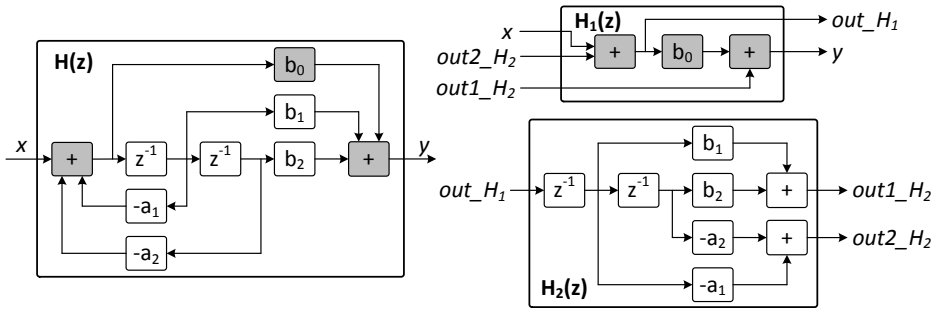 H(z)
b0
b1
x
+
z-1
z-1
b2
+
y
-a1
-a2
H1(z)
out_H1
x
out2_H2
+
b0
+
y
out1_H2
b1
out_H1
z-1
z-1
b2
+
out1_H2
-a2
+
out2_H2
H2(z)
-a1